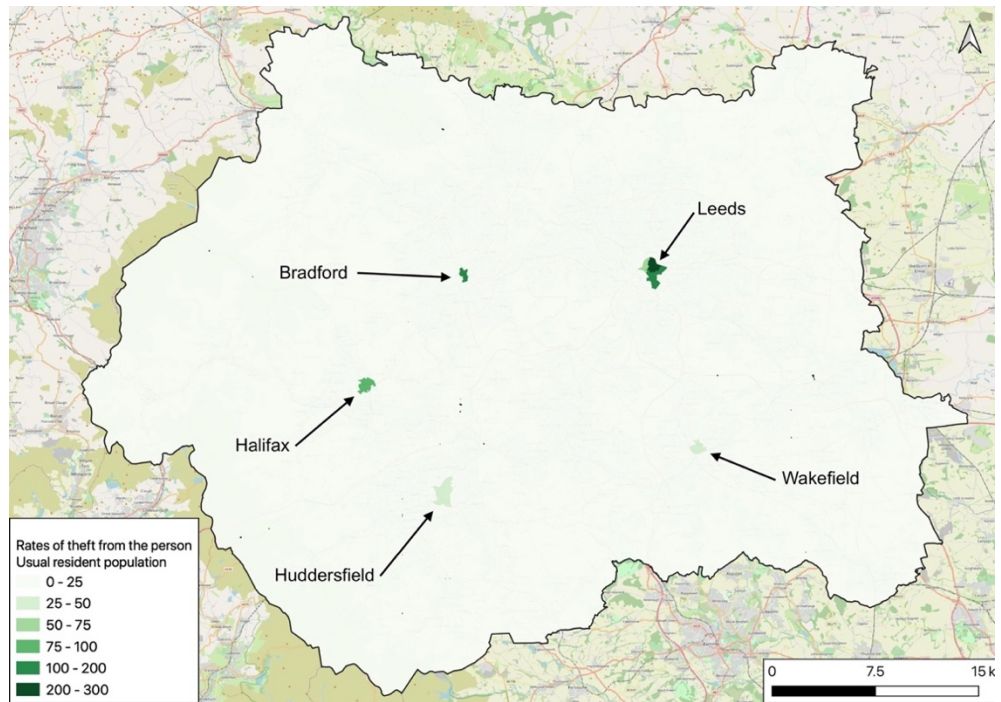 Leeds
Bradford
Halifax
Wakefield
Huddersfield
Rates of theft from the person
Usual resident population
0 - 25
25 - 50
50 - 75
75 - 100
100 - 200
200 - 300
0 7.5 15 k